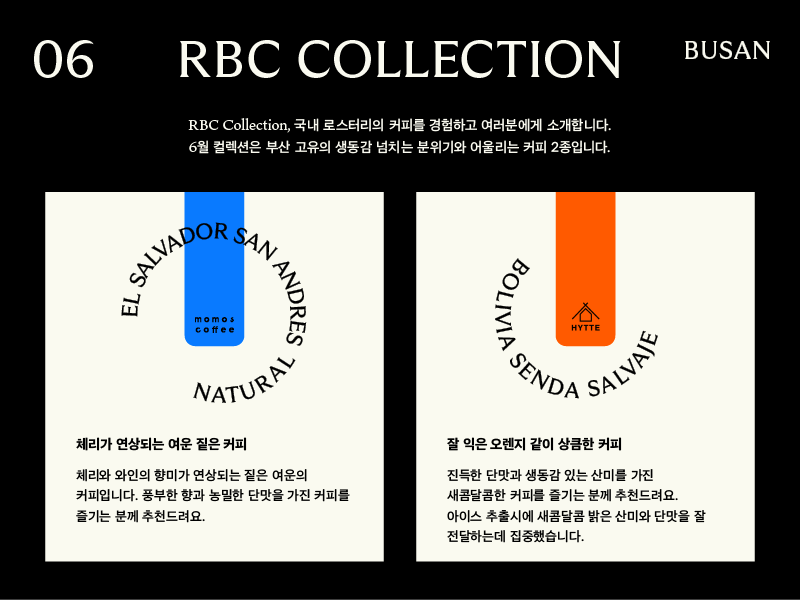 06
RBC COLLECTION
BUSAN
RBC Collection, 국내 로스터리의 커피를 경험하고 여러분에게 소개합니다.
6월 컬렉션은 부산 고유의 생동감 넘치는 분위기와 어울리는 커피 2종입니다.
EL SALVADOR SAN ANDRES NATURAL
momos
coffee
체리가 연상되는 여운 짙은 커피
체리와 와인의 향미가 연상되는 짙은 여운의
커피입니다. 풍부한 향과 농밀한 단맛을 가진 커피를
즐기는 분께 추천드려요.
BOLIVIA SENDA SALVAJE
HYTTE
잘 익은 오렌지 같이 상큼한 커피
진득한 단맛과 생동감 있는 산미를 가진
새콤달콤한 커피를 즐기는 분께 추천드려요.
아이스 추출시에 새콤달콤 밝은 산미와 단맛을 잘
전달하는데 집중했습니다.